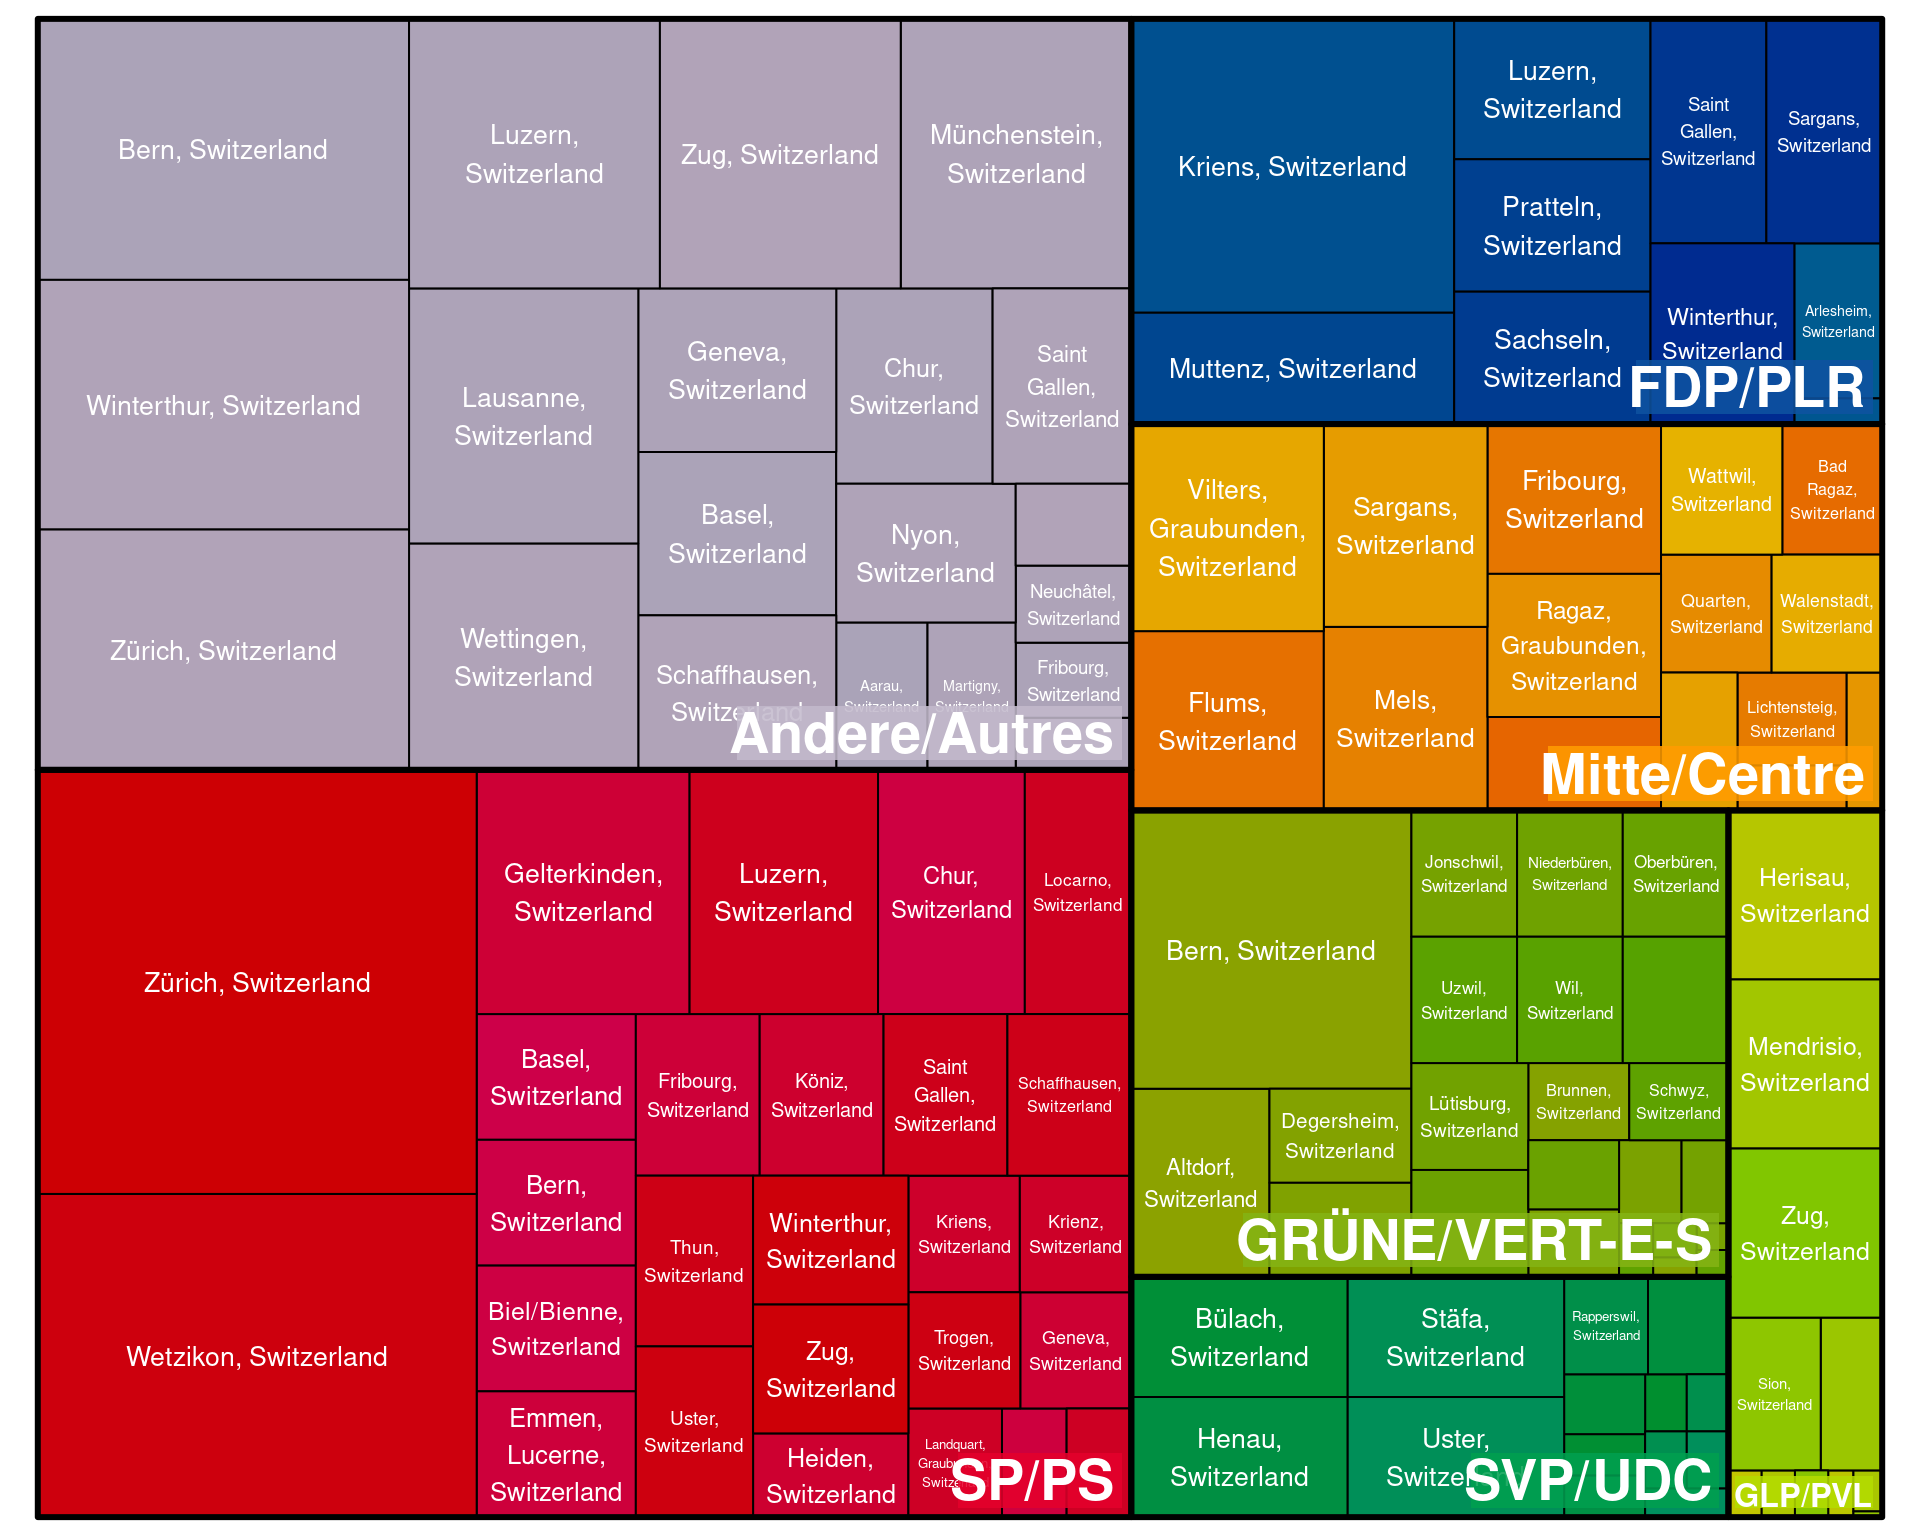 Bern, Switzerland
Luzern,
Switzerland
Zug, Switzerland
Münchenstein,
Switzerland
Winterthur, Switzerland
Lausanne,
Switzerland
Geneva,
Switzerland
Chur,
Switzerland
Saint
Gallen,
Switzerland
Basel,
Switzerland
Nyon,
Switzerland
Neuchâtel,
Switzerland
Zürich, Switzerland
Wettingen,
Switzerland
Schaffhausen,
Switzerland
Aarau,
Switzerland
Martigny,
Switzerland
Fribourg,
Switzerland
Andere/Autres
Kriens, Switzerland
Luzern,
Switzerland
Saint
Gallen,
Switzerland
Sargans,
Switzerland
Pratteln,
Switzerland
Muttenz, Switzerland
Sachseln,
Switzerland
Winterthur,
Switzerland
Arlesheim,
Switzerland
FDP/PLR
Vilters,
Graubunden,
Switzerland
Sargans,
Switzerland
Fribourg,
Switzerland
Wattwil,
Switzerland
Bad
Ragaz,
Switzerland
Flums,
Switzerland
Mels,
Switzerland
Ragaz,
Graubunden,
Switzerland
Quarten,
Switzerland
Walenstadt,
Switzerland
Lichtensteig,
Switzerland
Mitte/Centre
Zürich, Switzerland
Gelterkinden,
Switzerland
Luzern,
Switzerland
Chur,
Switzerland
Locarno,
Switzerland
Basel,
Switzerland
Fribourg,
Switzerland
Köniz,
Switzerland
Saint
Gallen,
Switzerland
Schaffhausen,
Switzerland
Bern,
Switzerland
Wetzikon, Switzerland
Biel/Bienne,
Switzerland
Emmen,
Lucerne,
Switzerland
Thun,
Switzerland
Uster,
Switzerland
Winterthur,
Switzerland
Zug,
Switzerland
Heiden,
Switzerland
Kriens,
Switzerland
Krienz,
Switzerland
Trogen,
Switzerland
Geneva,
Switzerland
Landquart,
SP/PS
Bern, Switzerland
Jonschwil,
Switzerland
Niederbüren,
Switzerland
Oberbüren,
Switzerland
Uzwil,
Switzerland
Wil,
Switzerland
Altdorf,
Switzerland
Degersheim,
Switzerland
Lütisburg,
Switzerland
Brunnen,
Switzerland
Schwyz,
Switzerland
GRÜNE/VERT-E-S
Herisau,
Switzerland
Mendrisio,
Switzerland
Zug,
Switzerland
Sion,
Switzerland
GLP/PVL
Bülach,
Switzerland
Stäfa,
Switzerland
Rapperswil,
Switzerland
Henau,
Switzerland
Uster,
Switzerland
SVP/UDC